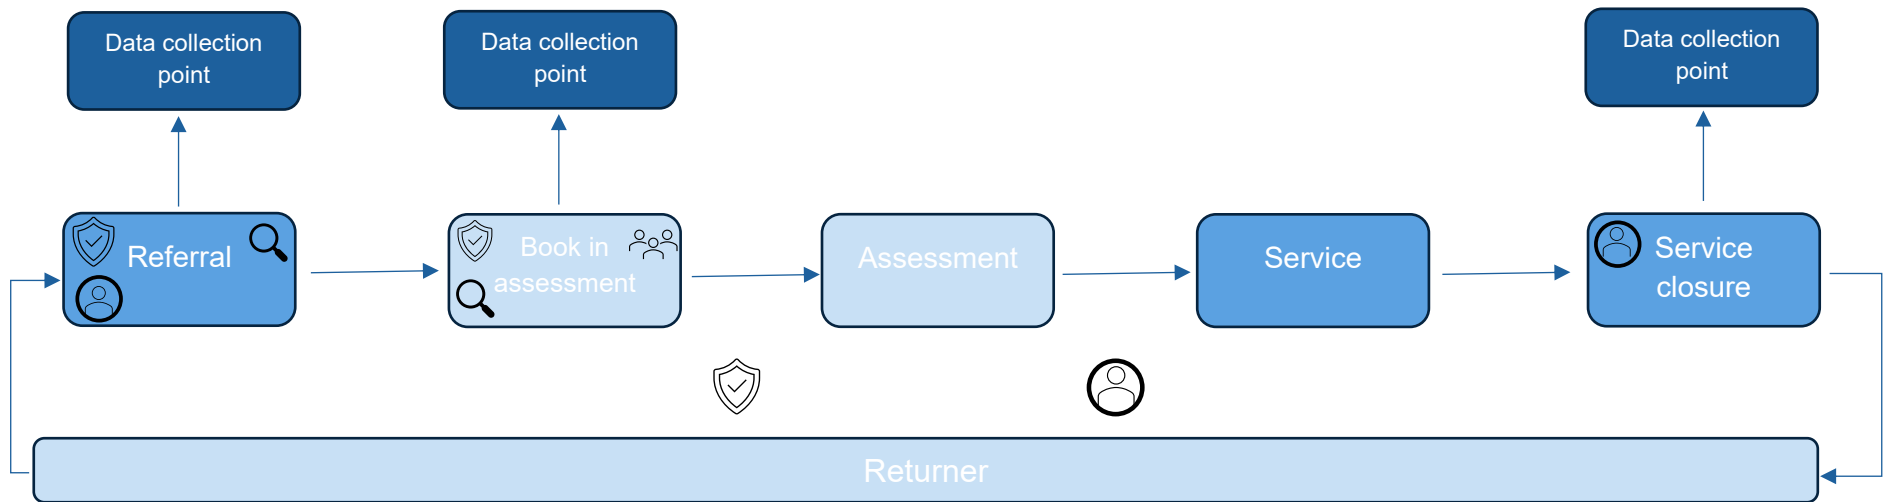 Data collection
point
Data collection
point
Data collection
point
Referral
Book in
assessment
Assessment
Service
Service
closure
Returner